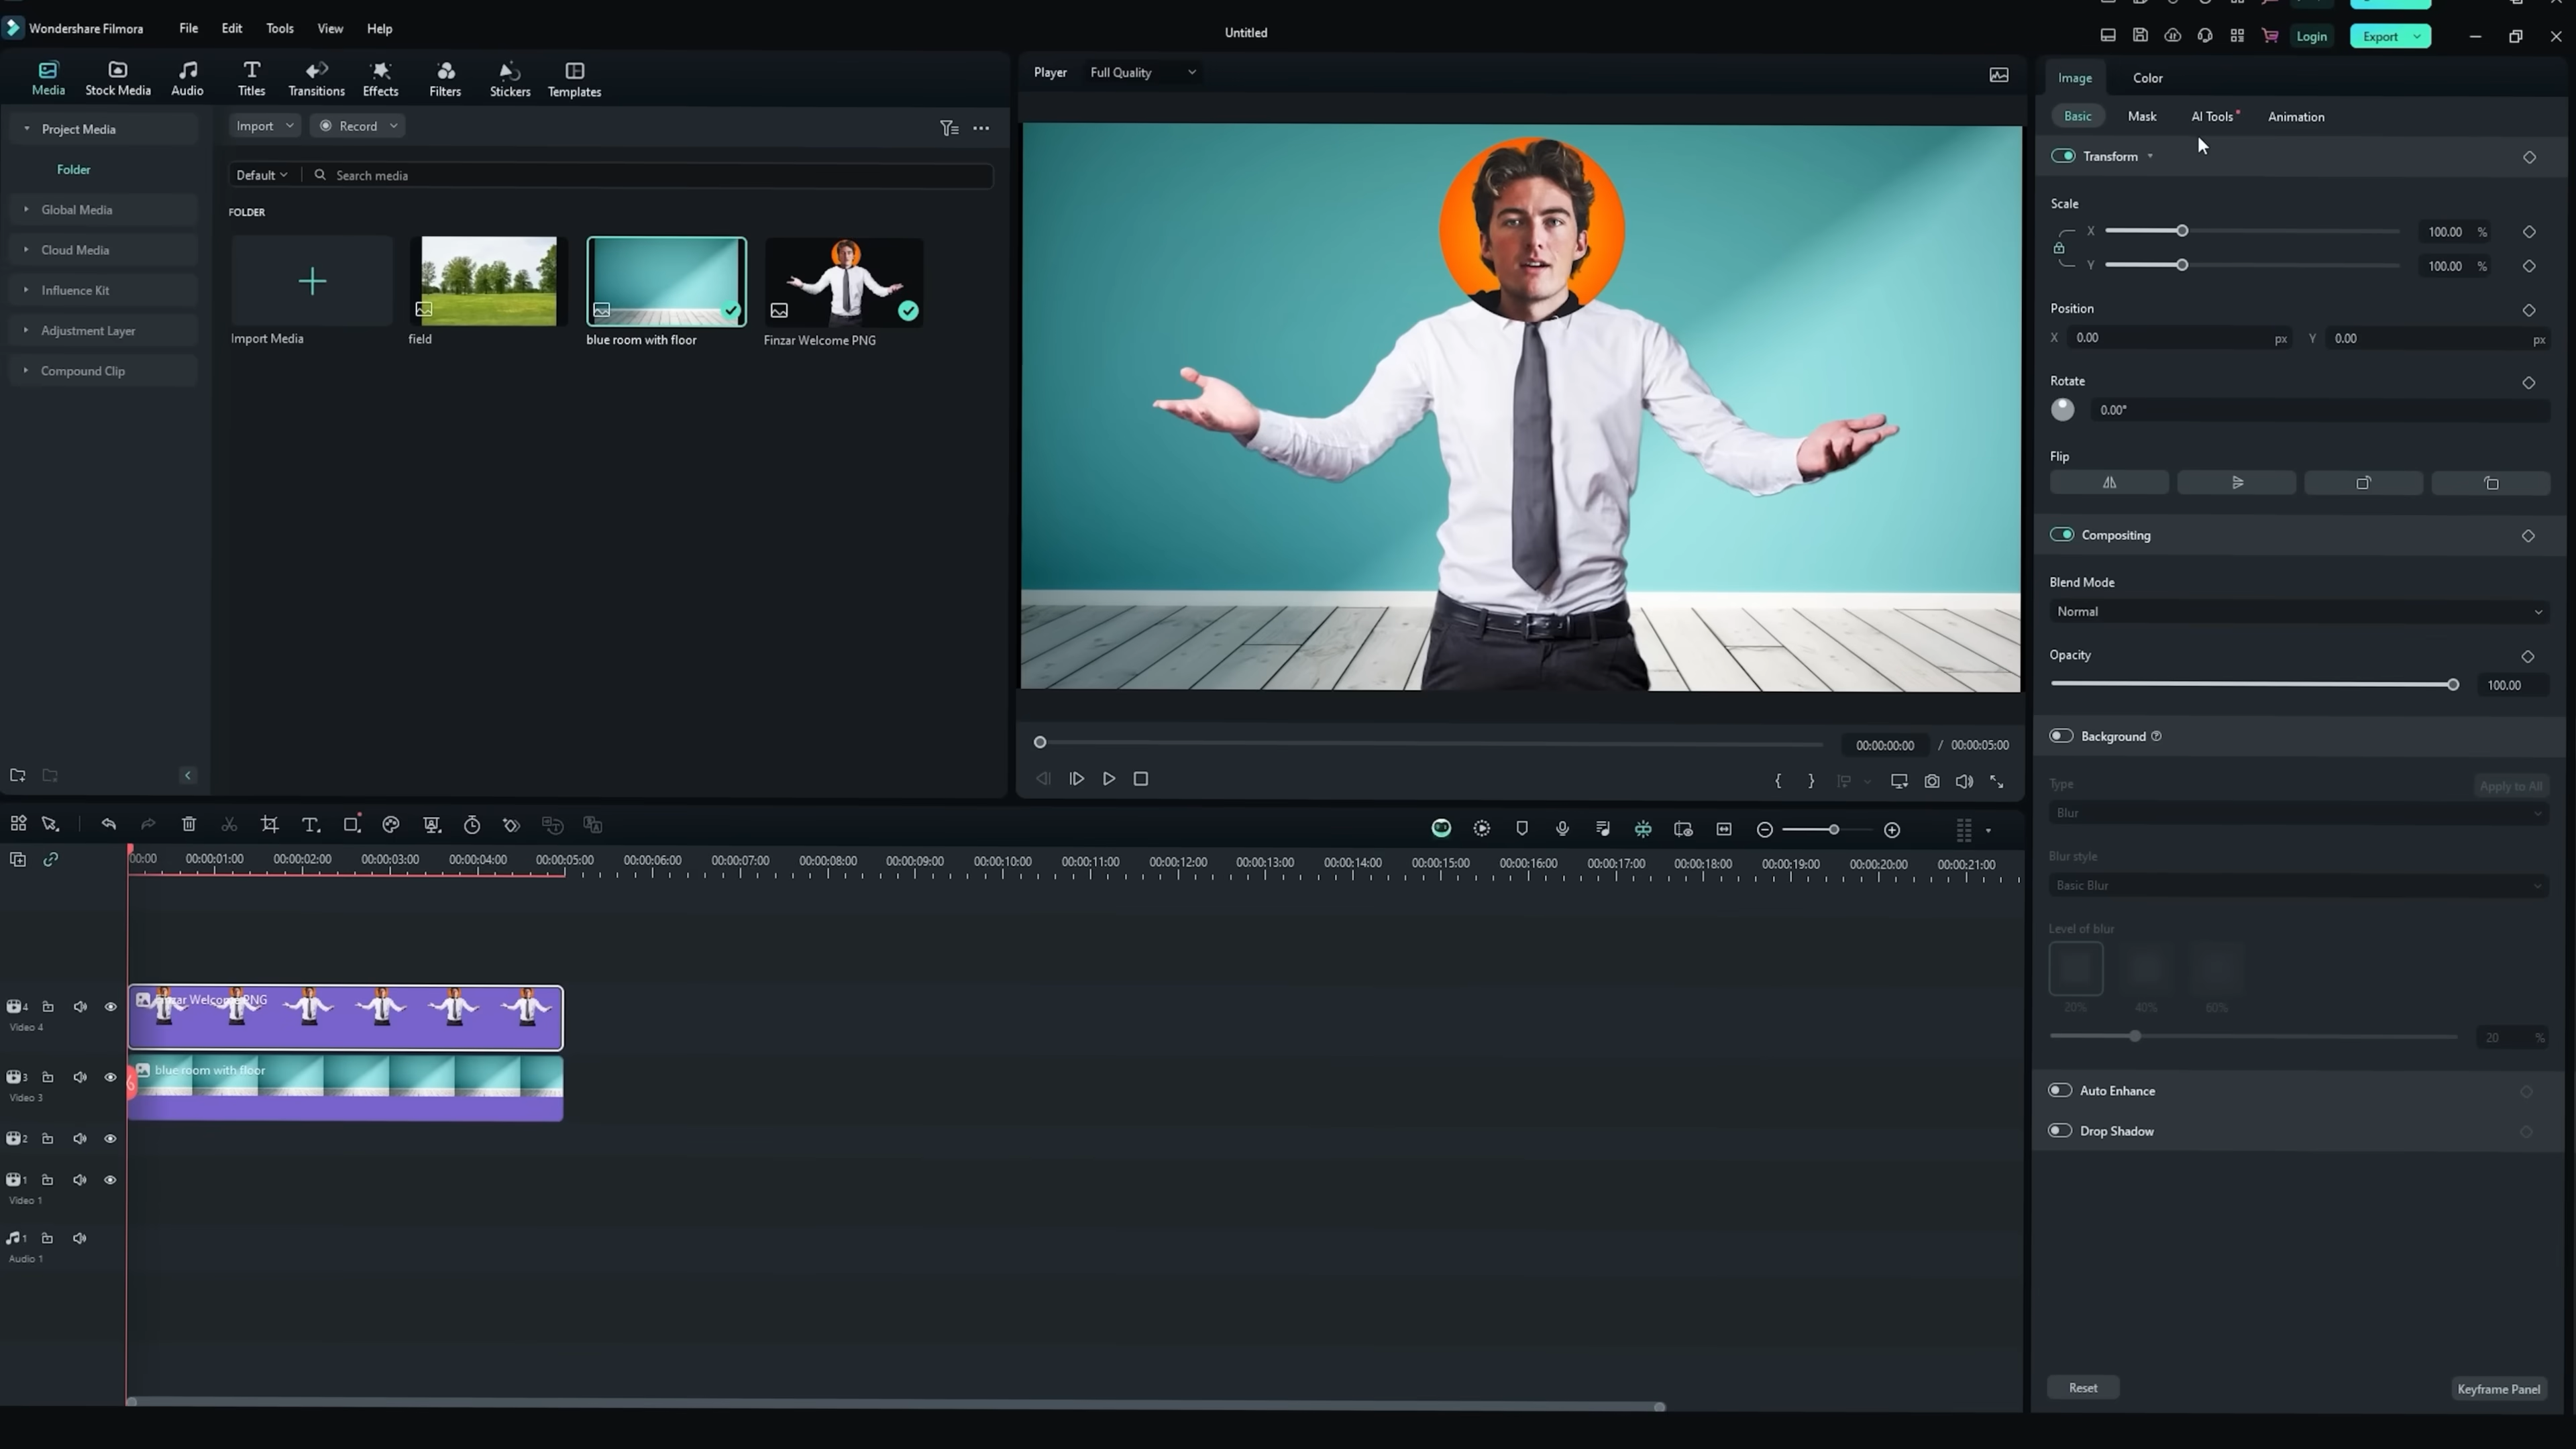 Wondershare Filmora File Edit Tools View Help
Untitled
Login Export
Media Stock Media Audio Titles Transitions Effects Filters Stickers Templates
Project Media
Folder
Global Media
Cloud Media
Influence Kit
Adjustment Layer
Compound Clip
Import Record
Default Search media
FOLDER
Import Media field blue room with floor Finzar Welcome PNG
Player Full Quality
00:00:00:00 / 00:00:05:00
{ }
Image Color
Basic Mask AI Tools Animation
Transform
Scale
X 100.00 %
Y 100.00 %
Position
X 0.00 px Y 0.00 px
Rotate
0.00°
Flip
Compositing
Blend Mode
Normal
Opacity
100.00
Background
Type Apply to All
Blur
Blur style
Basic Blur
Level of blur
20% 40% 60%
20 %
Auto Enhance
Drop Shadow
Reset Keyframe Panel
00:00 00:00:01:00 00:00:02:00 00:00:03:00 00:00:04:00 00:00:05:00 00:00:06:00 00:00:07:00 00:00:08:00 00:00:09:00 00:00:10:00 00:00:11:00 00:00:12:00 00:00:13:00 00:00:14:00 00:00:15:00 00:00:16:00 00:00:17:00 00:00:18:00 00:00:19:00 00:00:20:00 00:00:21:00
4 Welcome PNG
Video 4
3 blue room with floor
Video 3
2
1
Video 1
1
Audio 1